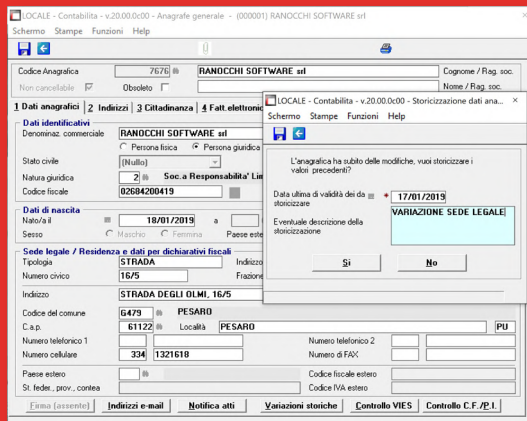 LOCALE - Contabilita - v.20.00.0c00 - Anagrafe generale - (000001) RANOCCHI SOFTWARE srl
Schermo Stampe Funzioni Help
Codice Anagrafica 7676 RANOCCHI SOFTWARE srl Cognome / Rag. soc.
Non cancellabile Obsoleto Nome / Rag. soc.
1 Dati anagrafici 2 Indirizzi 3 Cittadinanza 4 Fatt.elettronic
Dati identificativi
Denominaz. commerciale RANOCCHI SOFTWARE srl
Persona fisica Persona giuridica
Stato civile (Nullo)
Natura giuridica 2 Soc.a Responsabilita' Lim
Codice fiscale 02684200419
Dati di nascita
Nato/a il 18/01/2019 a
Sesso Maschio Femmina Paese este
Sede legale / Residenza e dati per dichiarativi fiscali
Tipologia STRADA Indirizzo
Numero civico 16/5 Frazione
Indirizzo STRADA DEGLI OLMI, 16/5
Codice del comune G479 PESARO
C.a.p. 61122 Località PESARO PU
Numero telefonico 1 Numero telefonico 2
Numero cellulare 334 1321618 Numero di FAX
Paese estero Codice fiscale estero
St. feder., prov., contea Codice IVA estero
Firma (assente) Indirizzi e-mail Notifica atti Variazioni storiche Controllo VIES Controllo C.F./P.I.
LOCALE - Contabilita - v.20.00.0c00 - Storicizzazione dati ana...
Schermo Stampe Funzioni Help
L'anagrafica ha subito delle modifiche, vuoi storicizzare i
valori precedenti?
Data ultima di validità dei da * 17/01/2019
storicizzare
Eventuale descrizione della VARIAZIONE SEDE LEGALE
storicizzazione
Si No